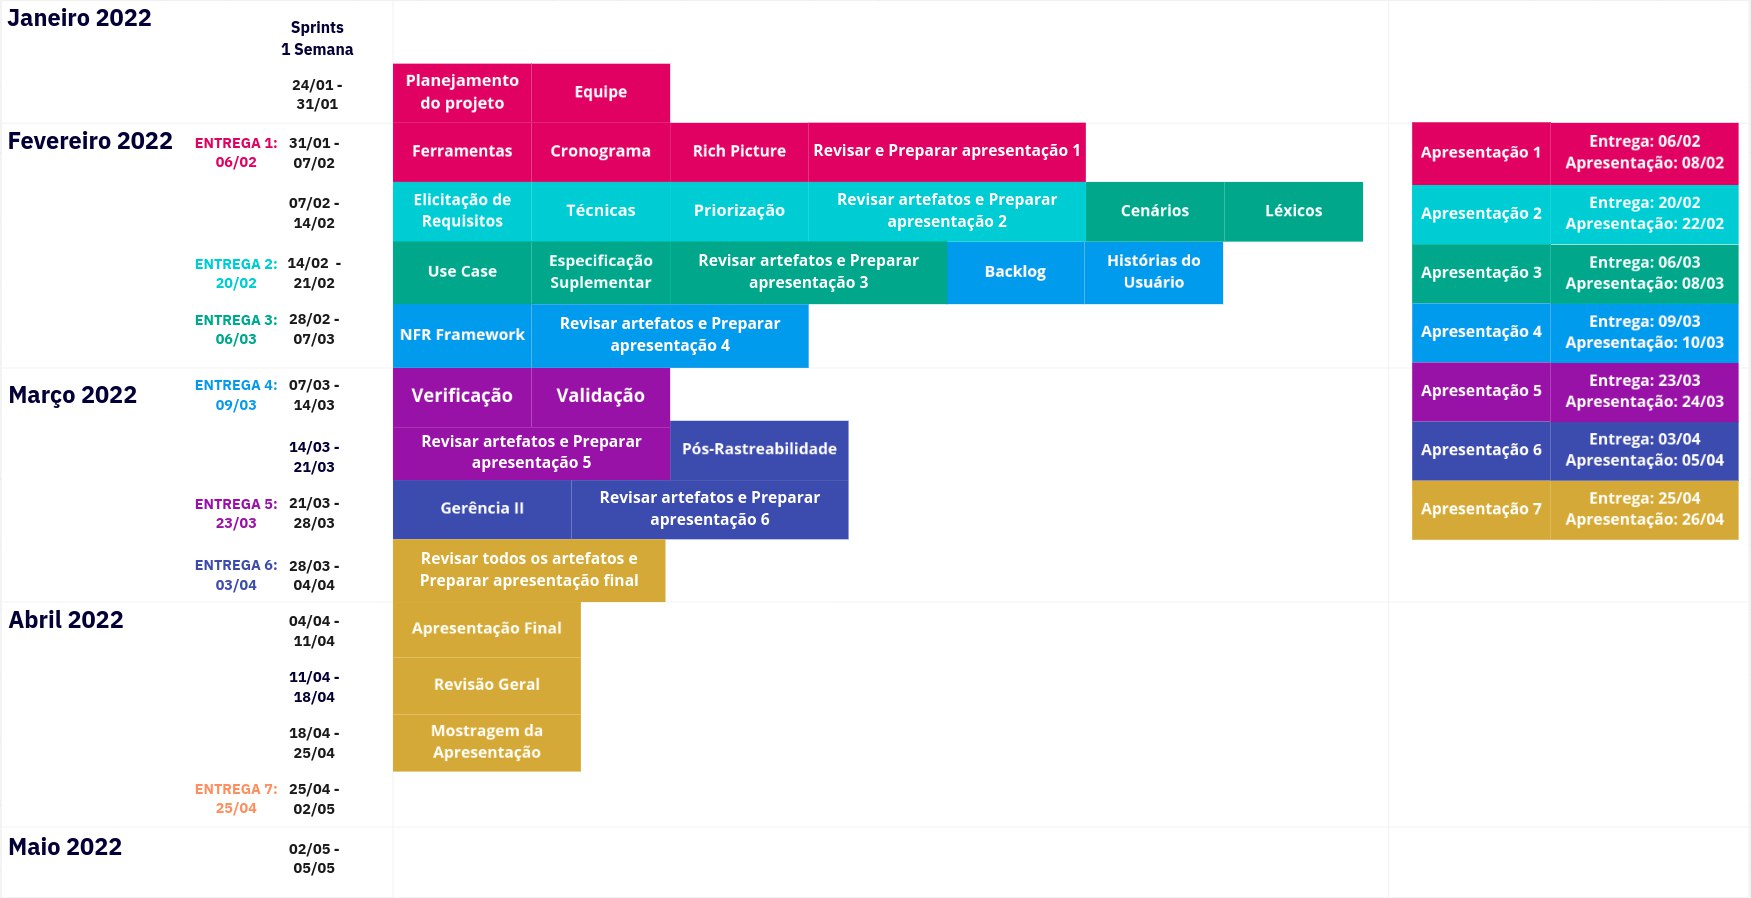 Janeiro 2022
Sprints
1 Semana
24/01 -
31/01
Planejamento
do projeto
Equipe
Fevereiro 2022
ENTREGA 1:
06/02
31/01 -
07/02
Ferramentas
Cronograma
Rich Picture
Revisar e Preparar apresentação 1
07/02 -
14/02
Elicitação de
Requisitos
Técnicas
Priorização
Revisar artefatos e Preparar
apresentação 2
Cenários
Léxicos
ENTREGA 2:
20/02
14/02 -
21/02
Use Case
Especificação
Suplementar
Revisar artefatos e Preparar
apresentação 3
Backlog
Histórias do
Usuário
ENTREGA 3:
06/03
28/02 -
07/03
NFR Framework
Revisar artefatos e Preparar
apresentação 4
Março 2022
ENTREGA 4:
09/03
07/03 -
14/03
Verificação
Validação
14/03 -
21/03
Revisar artefatos e Preparar
apresentação 5
Pós-Rastreabilidade
ENTREGA 5:
23/03
21/03 -
28/03
Gerência II
Revisar artefatos e Preparar
apresentação 6
ENTREGA 6:
03/04
28/03 -
04/04
Revisar todos os artefatos e
Preparar apresentação final
Abril 2022
04/04 -
11/04
Apresentação Final
11/04 -
18/04
Revisão Geral
18/04 -
25/04
Mostragem da
Apresentação
ENTREGA 7:
25/04
25/04 -
02/05
Maio 2022
02/05 -
05/05
Apresentação 1
Entrega: 06/02
Apresentação: 08/02
Apresentação 2
Entrega: 20/02
Apresentação: 22/02
Apresentação 3
Entrega: 06/03
Apresentação: 08/03
Apresentação 4
Entrega: 09/03
Apresentação: 10/03
Apresentação 5
Entrega: 23/03
Apresentação: 24/03
Apresentação 6
Entrega: 03/04
Apresentação: 05/04
Apresentação 7
Entrega: 25/04
Apresentação: 26/04